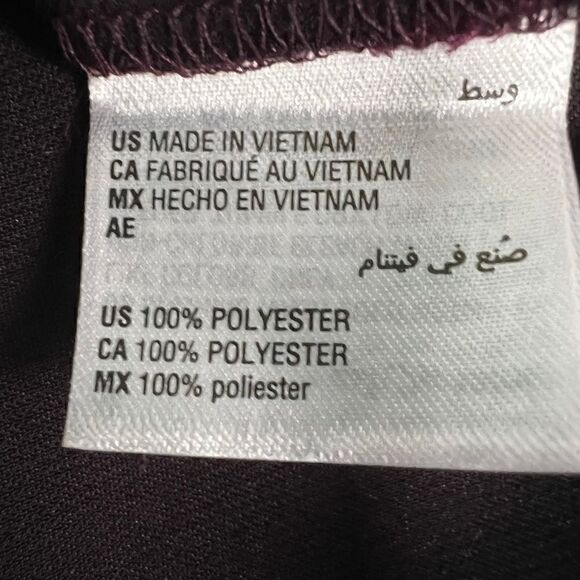 وسط
US MADE IN VIETNAM
CA FABRIQUÉ AU VIETNAM
MX HECHO EN VIETNAM
AE
صُنع في فيتنام
US 100% POLYESTER
CA 100% POLYESTER
MX 100% poliester